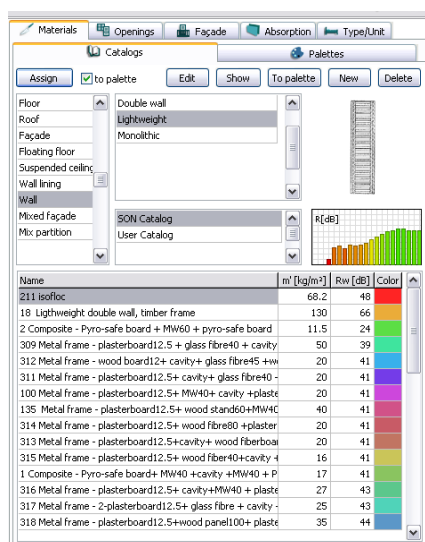 Materials Openings Façade Absorption Type/Unit
Catalogs Palettes
Assign to palette Edit Show To palette New Delete
Floor
Roof
Façade
Floating floor
Suspended ceiling
Wall lining
Wall
Mixed façade
Mix partition
Double wall
Lightweight
Monolithic
SON Catalog
User Catalog
R[dB]
Name m' [kg/m²] Rw [dB] Color
211 isofloc 68.2 48
18 Ligthweight double wall, timber frame 130 66
2 Composite - Pyro-safe board + MW60 + pyro-safe board 11.5 24
309 Metal frame - plasterboard12.5 + glass fibre40 + cavity 50 39
312 Metal frame - wood board12+ cavity+ glass fibre45 +w 20 41
311 Metal frame - plasterboard12.5+ cavity+ glass fibre40 - 20 41
100 Metal frame - plasterboard12.5+ MW40+ cavity +plaste 20 41
135 Metal frame - plasterboard12.5+ wood stand60+MW40 40 41
314 Metal frame - plasterboard12.5+ wood fibre80 +plaster 20 41
313 Metal frame - plasterboard12.5+cavity+ wood fiberboa 20 41
315 Metal frame - plasterboard12.5+ wood fiber40+cavity + 16 41
1 Composite - Pyro-safe board+ MW40 +cavity +MW40 + P 17 41
316 Metal frame - plasterboard12.5+ cavity+MW40 + plaste 27 43
317 Metal frame - 2-plasterboard12.5+ glass fibre + cavity - 25 43
318 Metal frame - plasterboard12.5+wood panel100+ plaste 35 44